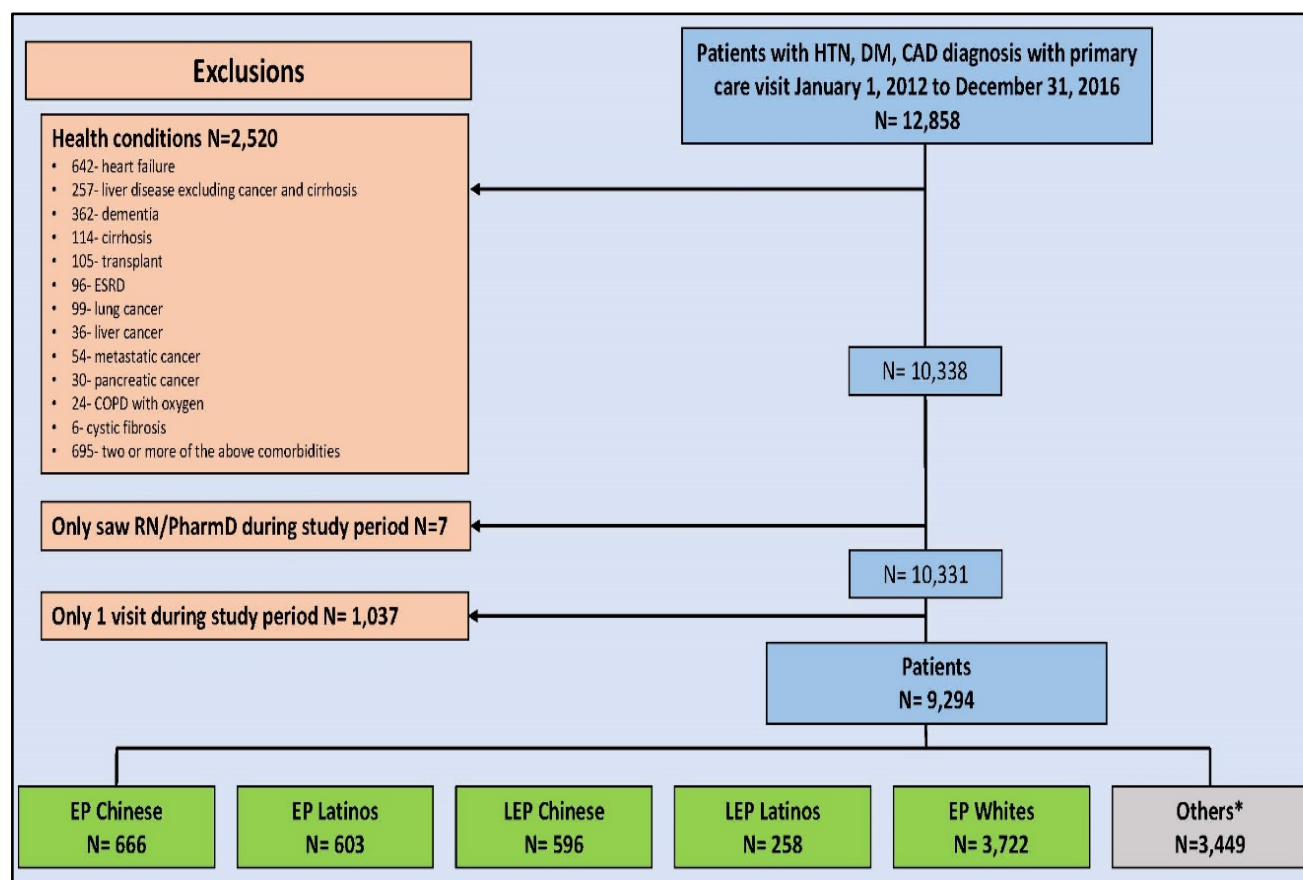 Exclusions
Health conditions N=2,520
• 642- heart failure
• 257- liver disease excluding cancer and cirrhosis
• 362- dementia
• 114- cirrhosis
• 105- transplant
• 96- ESRD
• 99- lung cancer
• 36- liver cancer
• 54- metastatic cancer
• 30- pancreatic cancer
• 24- COPD with oxygen
• 6- cystic fibrosis
• 695- two or more of the above comorbidities
Only saw RN/PharmD during study period N=7
Only 1 visit during study period N= 1,037
Patients with HTN, DM, CAD diagnosis with primary
care visit January 1, 2012 to December 31, 2016
N= 12,858
N= 10,338
N= 10,331
Patients
N= 9,294
EP Chinese
N= 666
EP Latinos
N= 603
LEP Chinese
N= 596
LEP Latinos
N= 258
EP Whites
N= 3,722
Others*
N=3,449